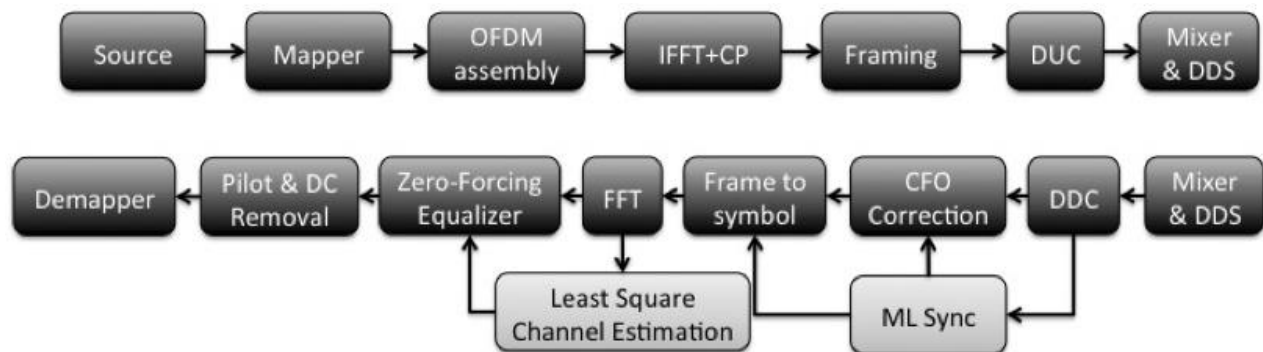 Source
Mapper
OFDM
assembly
IFFT+CP
Framing
DUC
Mixer
& DDS
Demapper
Pilot & DC
Removal
Zero-Forcing
Equalizer
FFT
Frame to
symbol
CFO
Correction
DDC
Mixer
& DDS
Least Square
Channel Estimation
ML Sync